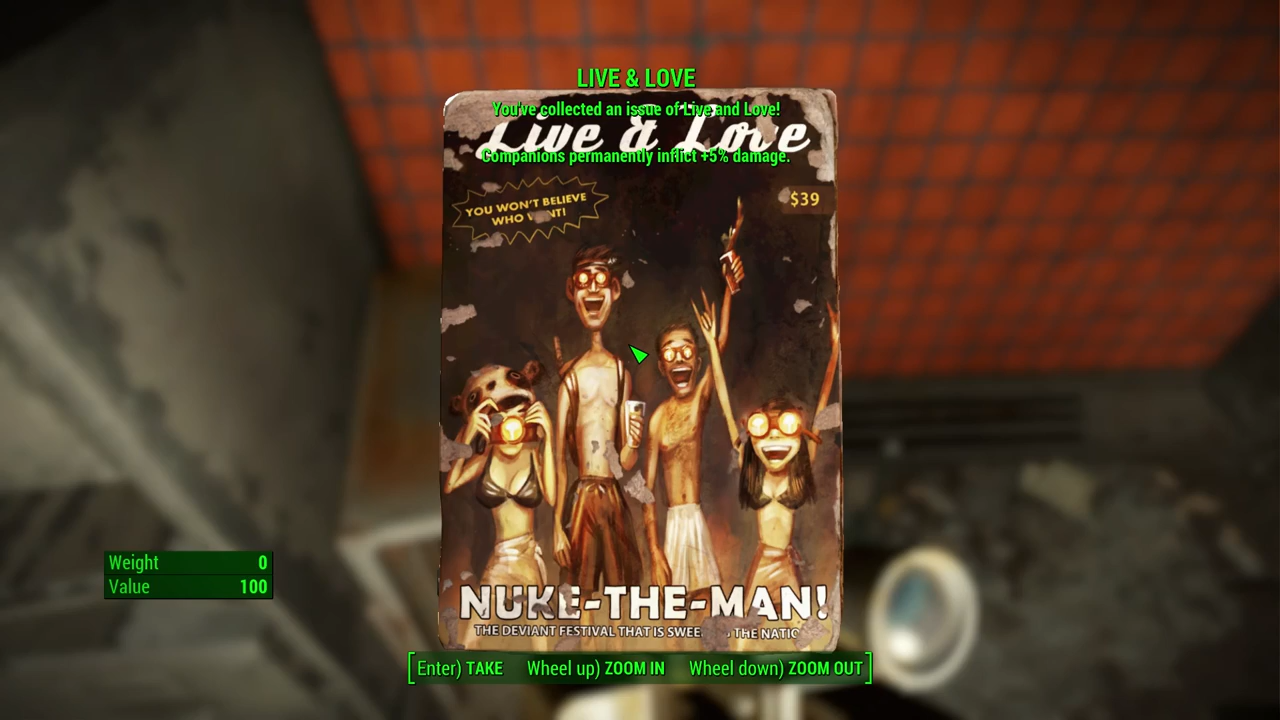 LIVE & LOVE
You've collected an issue of Live and Love!
Live & Love
Companions permanently inflict +5% damage.
YOU WON'T BELIEVE
WHO
$39
Weight 0
Value 100
NUKE-THE-MAN!
THE DEVIANT FESTIVAL THAT IS THE
[Enter) TAKE Wheel up) ZOOM IN Wheel down) ZOOM OUT]